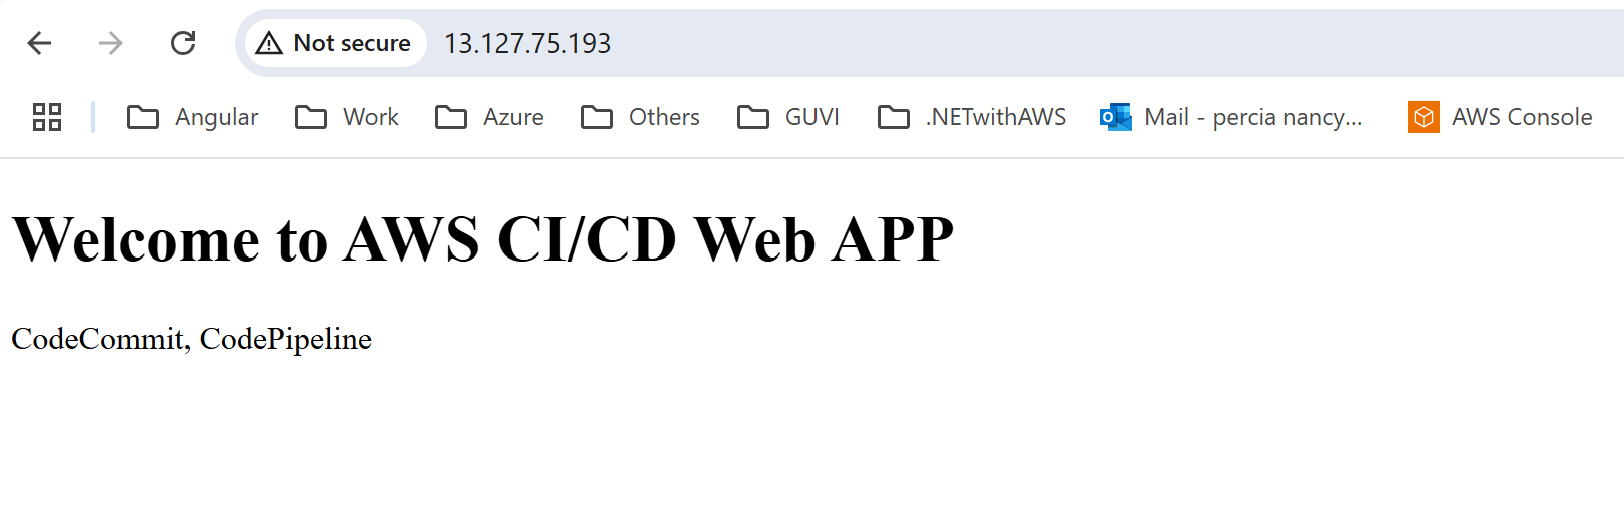 Not secure 13.127.75.193
Angular Work Azure Others GUVI .NETwithAWS Mail - percia nancy... AWS Console
Welcome to AWS CI/CD Web APP
CodeCommit, CodePipeline